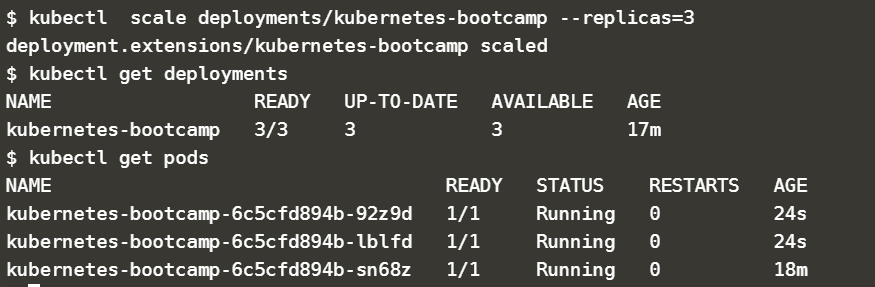 $ kubectl  scale deployments/kubernetes-bootcamp --replicas=3
deployment.extensions/kubernetes-bootcamp scaled
$ kubectl get deployments
NAME                  READY   UP-TO-DATE   AVAILABLE   AGE
kubernetes-bootcamp   3/3     3            3           17m
$ kubectl get pods
NAME                                   READY   STATUS    RESTARTS   AGE
kubernetes-bootcamp-6c5cfd894b-92z9d   1/1     Running   0          24s
kubernetes-bootcamp-6c5cfd894b-lblfd   1/1     Running   0          24s
kubernetes-bootcamp-6c5cfd894b-sn68z   1/1     Running   0          18m